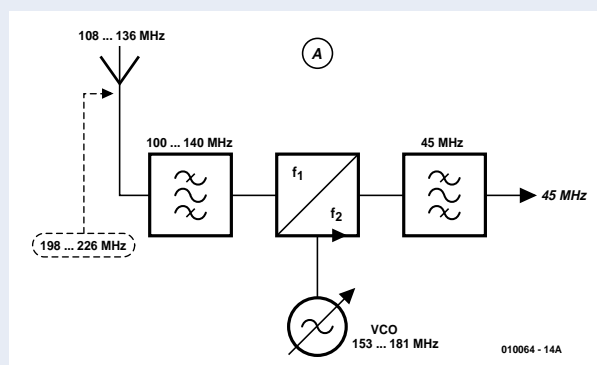 108 ... 136 MHz
A
100 ... 140 MHz
45 MHz
f1
f2
45 MHz
198 ... 226 MHz
VCO
153 ... 181 MHz
010064 - 14A